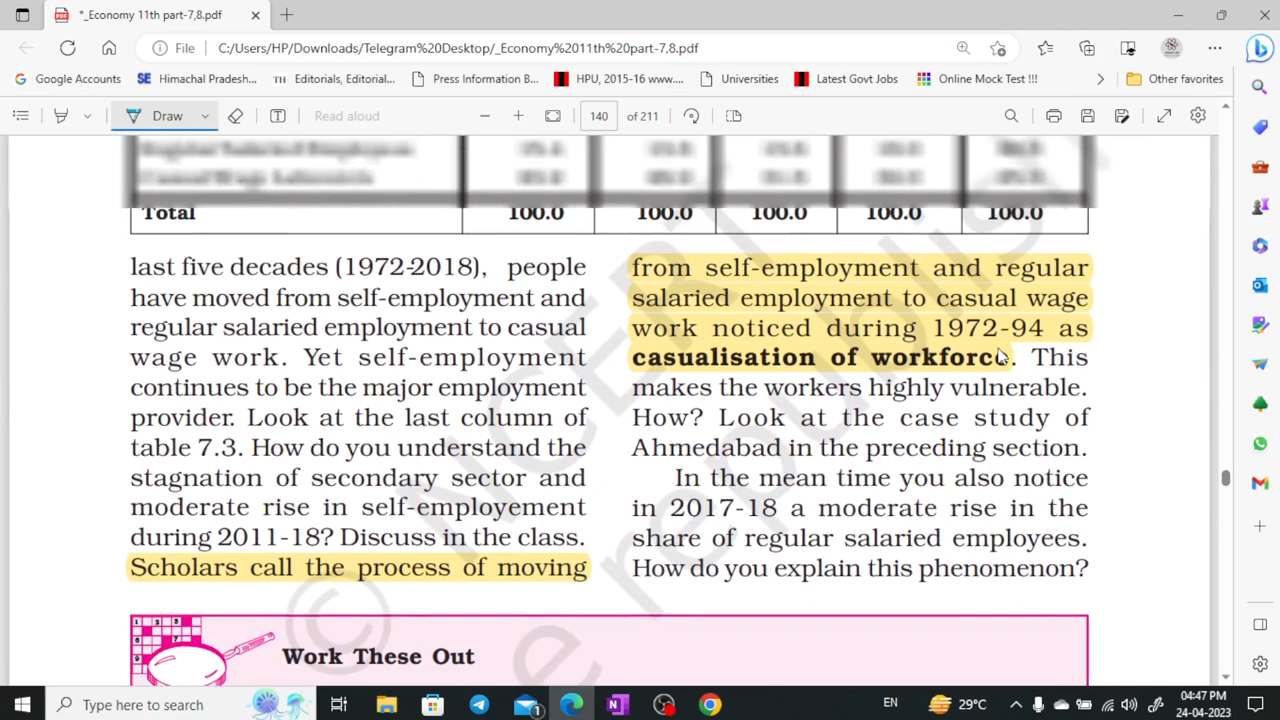 *_Economy 11th part-7,8.pdf
File C:/Users/HP/Downloads/Telegram%20Desktop/_Economy%2011th%20part-7,8.pdf
Google Accounts SE Himachal Pradesh... TH Editorials, Editorial... Press Information B... HPU, 2015-16 www.... Universities Latest Govt Jobs Online Mock Test !!! Other favorites
Draw Read aloud 140 of 211
Total 100.0 100.0 100.0 100.0 100.0
last five decades (1972-2018), people
have moved from self-employment and
regular salaried employment to casual
wage work. Yet self-employment
continues to be the major employment
provider. Look at the last column of
table 7.3. How do you understand the
stagnation of secondary sector and
moderate rise in self-employement
during 2011-18? Discuss in the class.
Scholars call the process of moving
from self-employment and regular
salaried employment to casual wage
work noticed during 1972-94 as
casualisation of workforce. This
makes the workers highly vulnerable.
How? Look at the case study of
Ahmedabad in the preceding section.
In the mean time you also notice
in 2017-18 a moderate rise in the
share of regular salaried employees.
How do you explain this phenomenon?
© NCERT
republish
Work These Out
Type here to search
EN 29°C 04:47 PM
24-04-2023